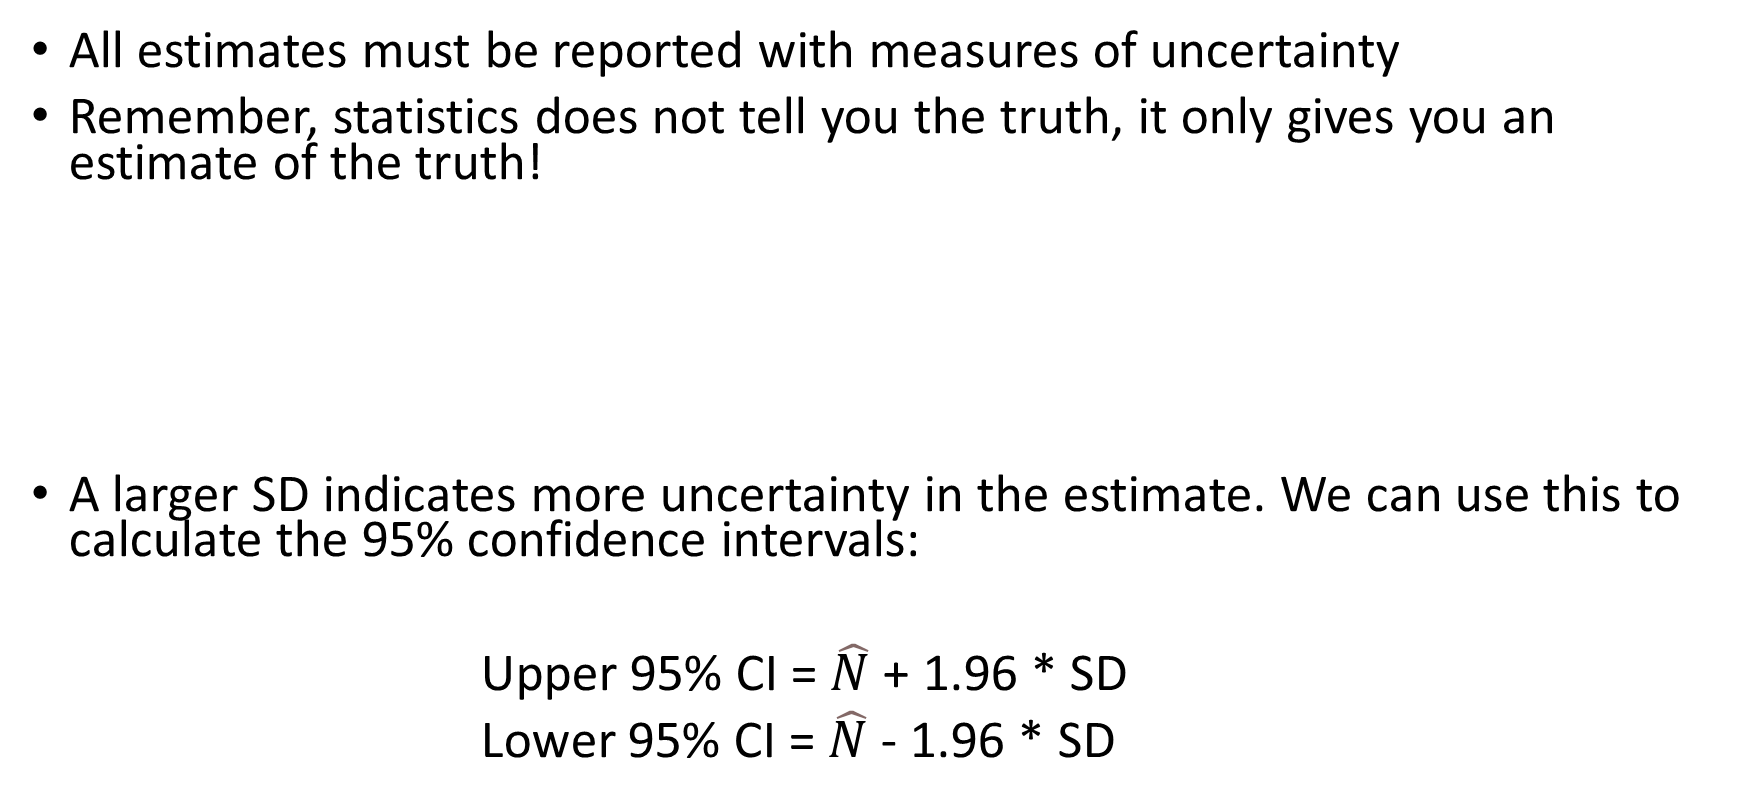 • All estimates must be reported with measures of uncertainty
• Remember, statistics does not tell you the truth, it only gives you an
estimate of the truth!
• A larger SD indicates more uncertainty in the estimate. We can use this to
calculate the 95% confidence intervals:
Upper 95% CI = N̂ + 1.96 * SD
Lower 95% CI = N̂ - 1.96 * SD